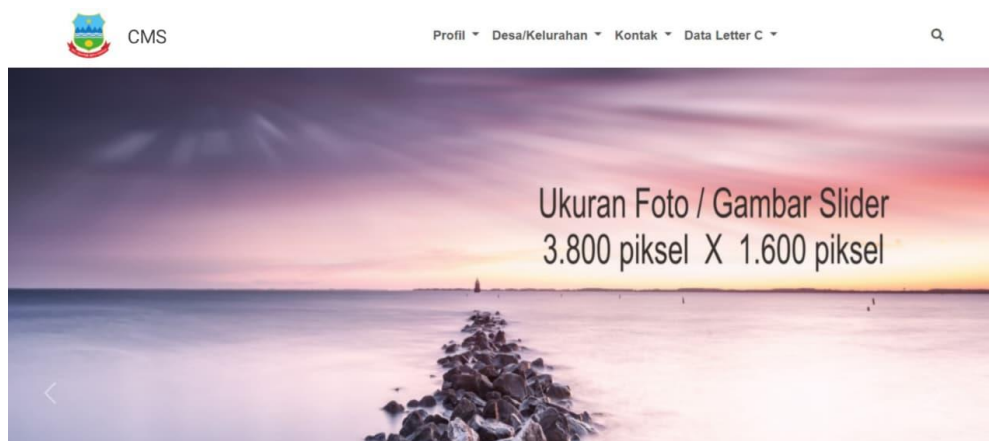 CMS
Profil Desa/Kelurahan Kontak Data Letter C
Ukuran Foto / Gambar Slider
3.800 piksel X 1.600 piksel